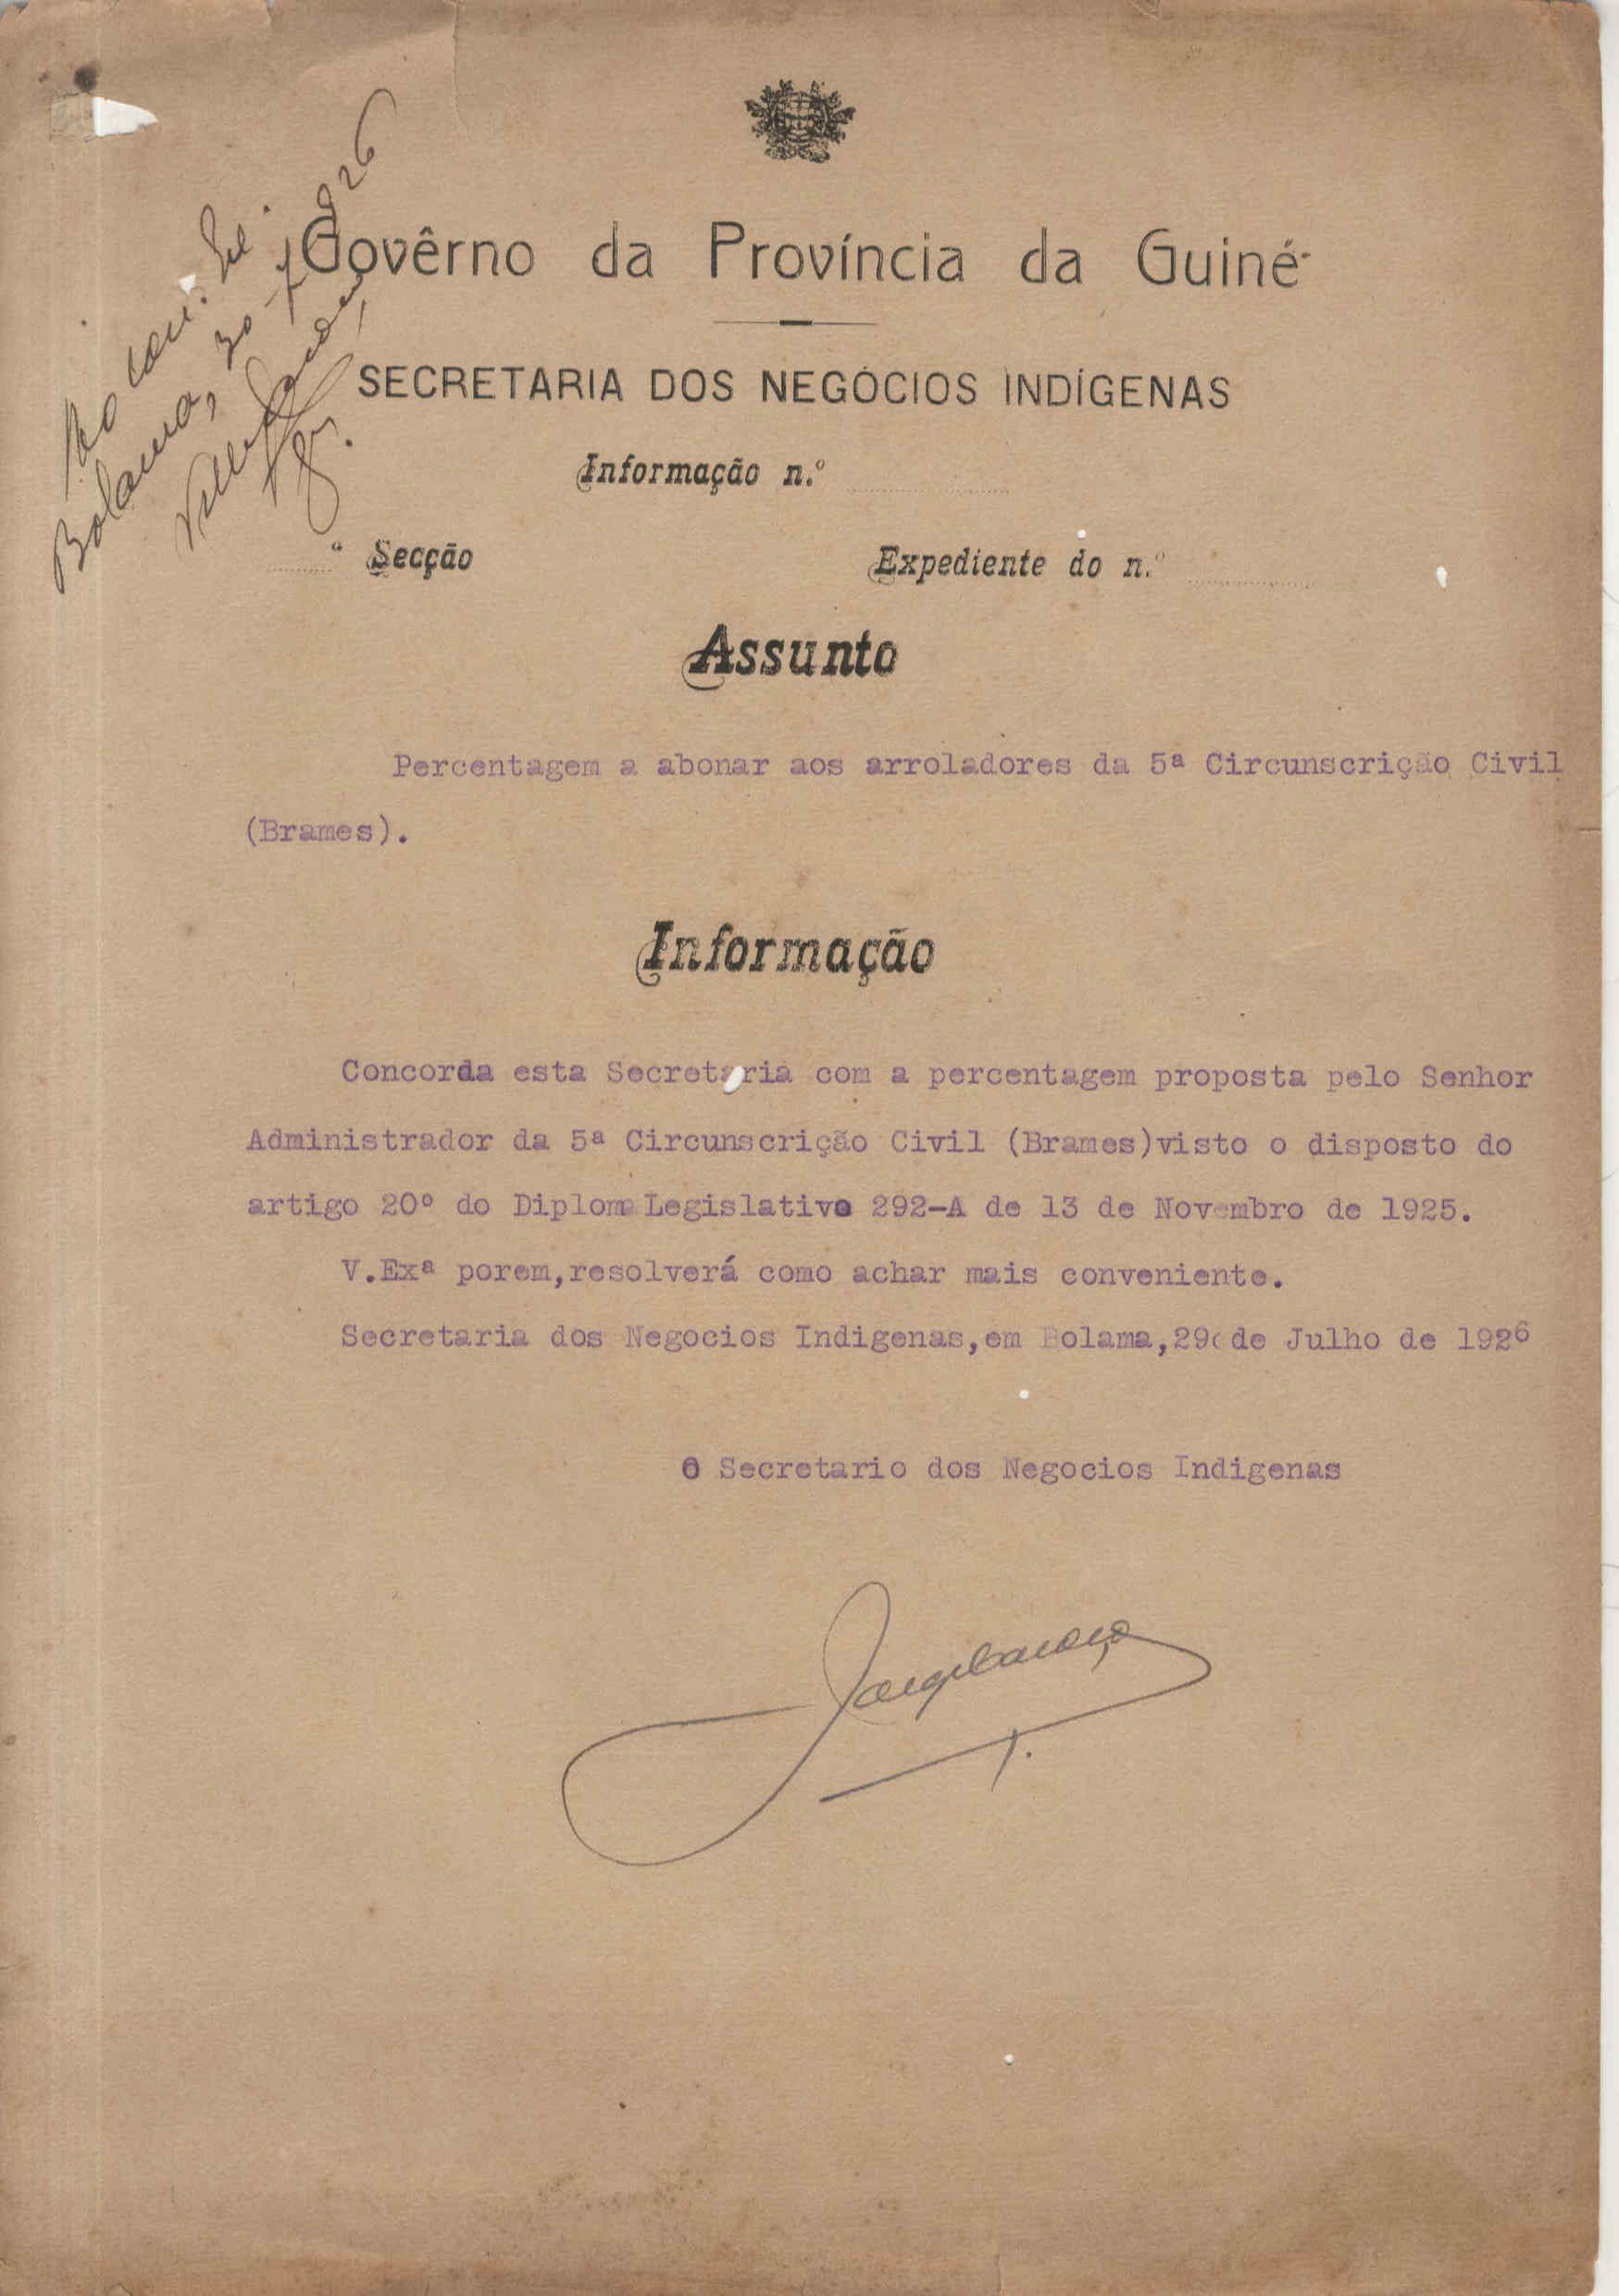 Bolama, 30-7-926
Govêrno da Província da Guiné
SECRETARIA DOS NEGÓCIOS INDÍGENAS
Informação n.º
ª Secção
Expediente do n.º
Assunto
Percentagem a abonar aos arroladores da 5ª Circunscrição Civil
(Brames).
Informação
Concorda esta Secretaria com a percentagem proposta pelo Senhor
Administrador da 5ª Circunscrição Civil (Brames)visto o disposto do
artigo 20º do Diploma Legislativo 292-A de 13 de Novembro de 1925.
V.Exª porem,resolverá como achar mais conveniente.
Secretaria dos Negocios Indigenas,em Bolama,29 de Julho de 1926
O Secretario dos Negocios Indigenas